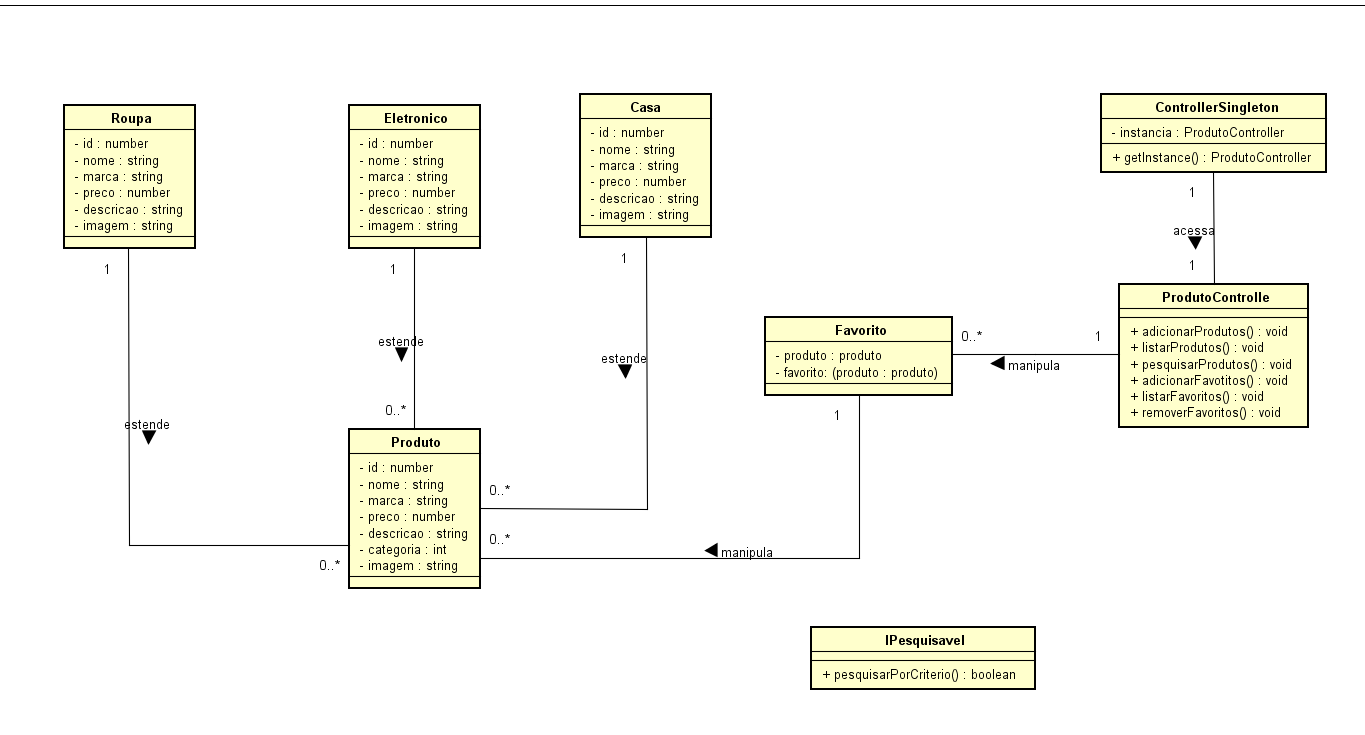 Roupa
- id : number
- nome : string
- marca : string
- preco : number
- descricao : string
- imagem : string
1
estende
0..*
Eletronico
- id : number
- nome : string
- marca : string
- preco : number
- descricao : string
- imagem : string
1
estende
0..*
Casa
- id : number
- nome : string
- marca : string
- preco : number
- descricao : string
- imagem : string
1
estende
0..*
Produto
- id : number
- nome : string
- marca : string
- preco : number
- descricao : string
- categoria : int
- imagem : string
0..*
manipula
1
Favorito
- produto : produto
- favorito: (produto : produto)
0..*
1
manipula
ControllerSingleton
- instancia : ProdutoController
+ getInstance() : ProdutoController
1
acessa
1
ProdutoControlle
+ adicionarProdutos() : void
+ listarProdutos() : void
+ pesquisarProdutos() : void
+ adicionarFavotitos() : void
+ listarFavoritos() : void
+ removerFavoritos() : void
IPesquisavel
+ pesquisarPorCriterio() : boolean